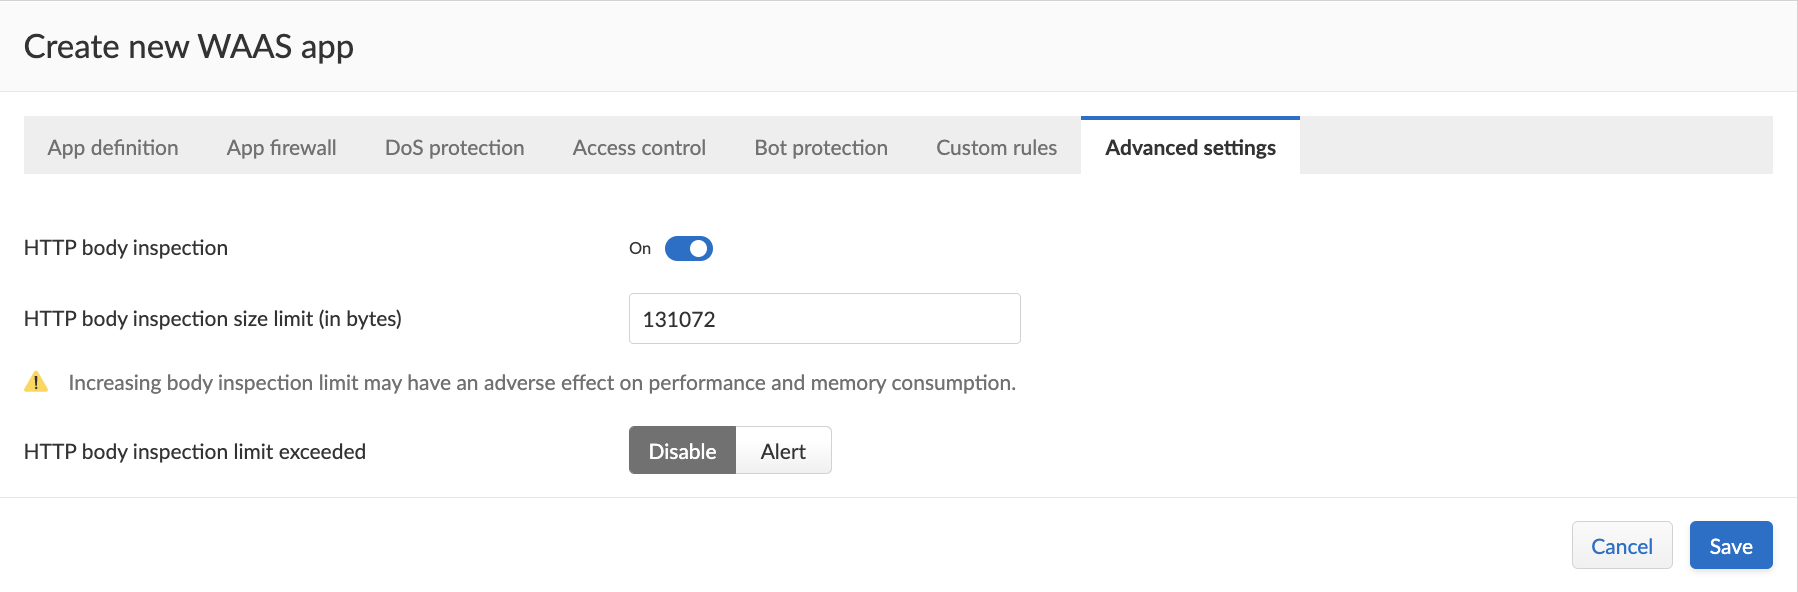 Create new WAAS app
App definition App firewall DoS protection Access control Bot protection Custom rules Advanced settings
HTTP body inspection On
HTTP body inspection size limit (in bytes) 131072
Increasing body inspection limit may have an adverse effect on performance and memory consumption.
HTTP body inspection limit exceeded Disable Alert
Cancel Save